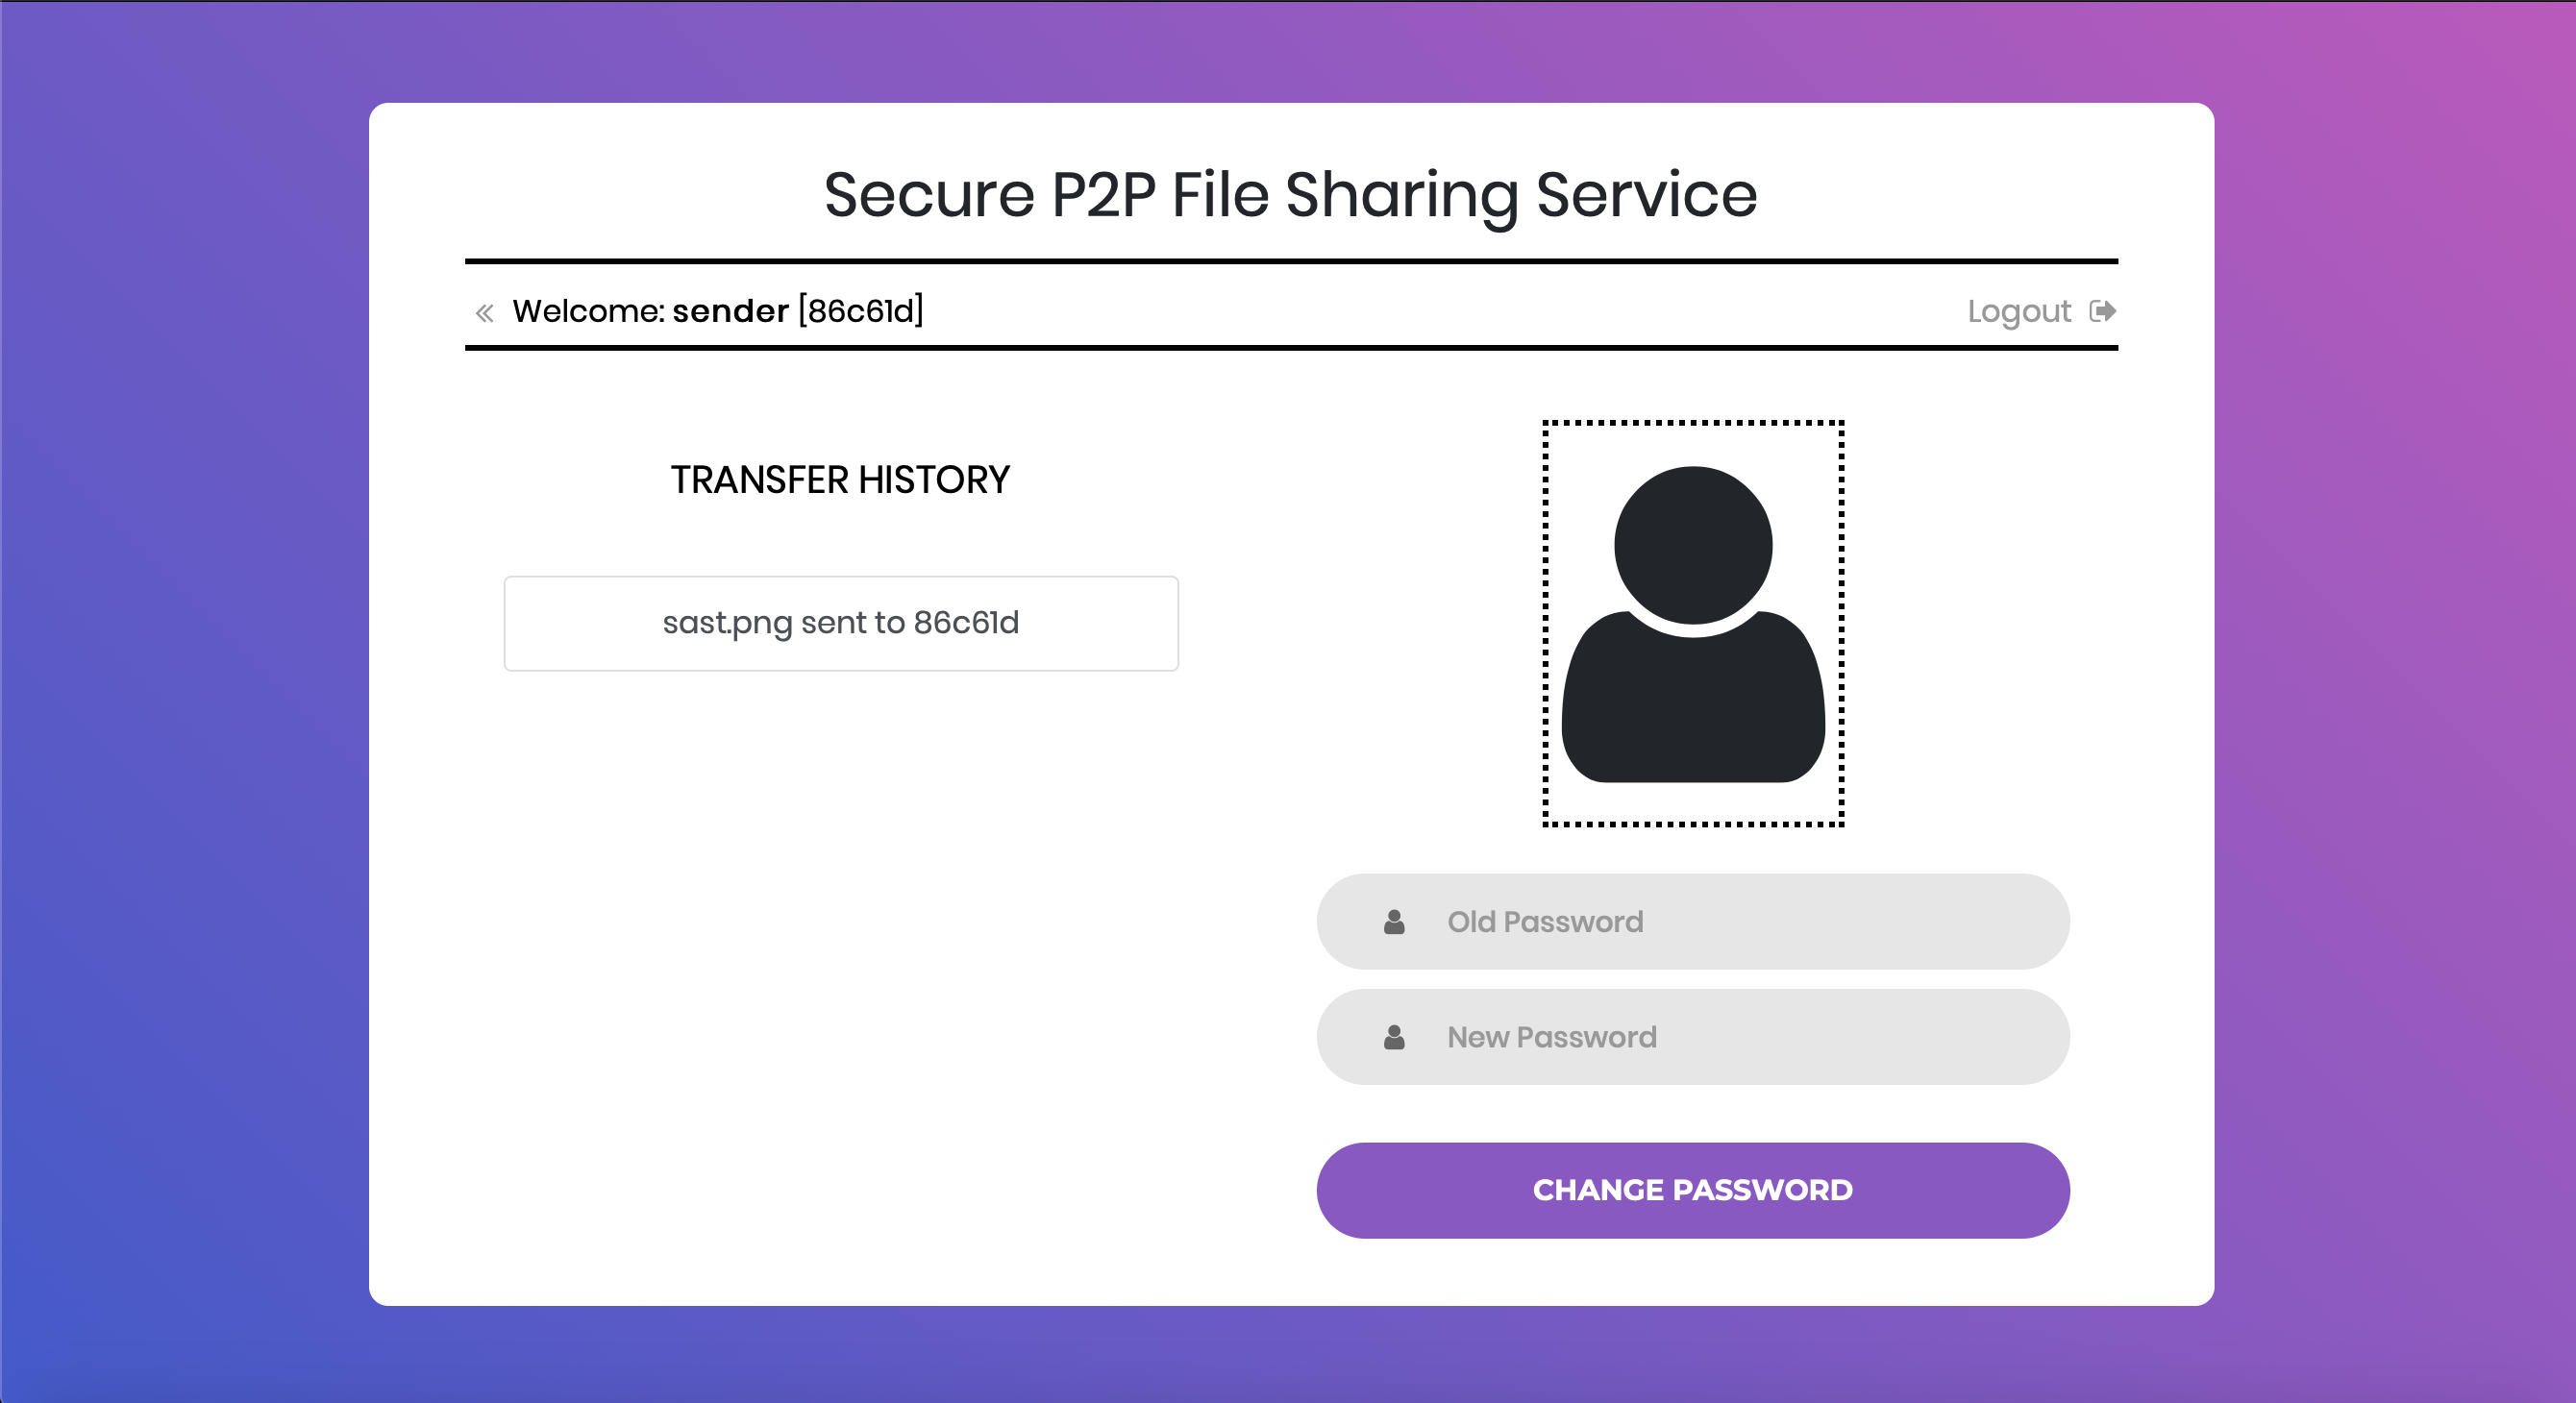 Secure P2P File Sharing Service
Welcome: sender [86c61d]
Logout
TRANSFER HISTORY
sast.png sent to 86c61d
Old Password
New Password
CHANGE PASSWORD